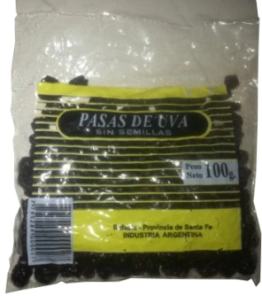 PASAS DE UVA
SIN SEMILLAS
Peso
Neto 100g.
Provincia de Santa Fe
INDUSTRIA ARGENTINA